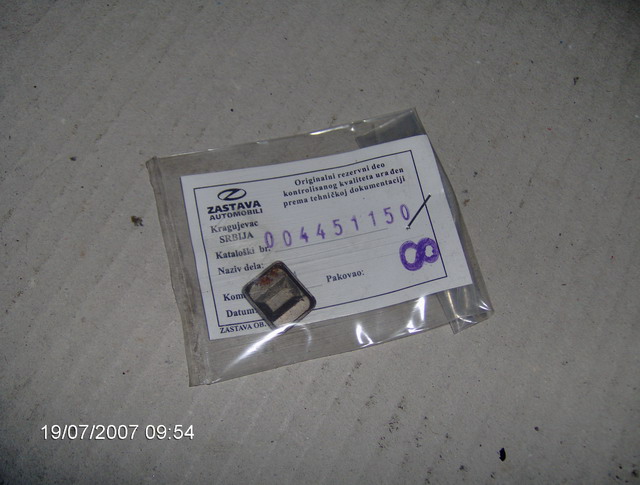 ZASTAVA
AUTOMOBILI
Originalni rezervni deo
kontrolisanog kvaliteta urađen
prema tehničkoj dokumentaciji
Kragujevac
SRBIJA
Kataloški br.
004451150
Naziv dela:
Kom
Pakovao:
Datum
ZASTAVA
19/07/2007 09:54